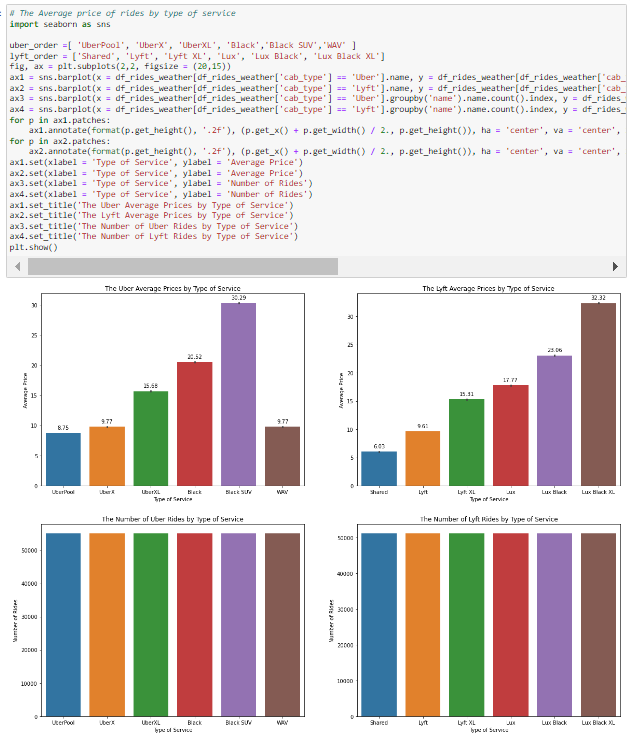 # The Average price of rides by type of service
import seaborn as sns
uber_order =[ 'UberPool', 'UberX', 'UberXL', 'Black','Black SUV','WAV' ]
lyft_order = ['Shared', 'Lyft', 'Lyft XL', 'Lux', 'Lux Black', 'Lux Black XL']
fig, ax = plt.subplots(2,2, figsize = (20,15))
ax1 = sns.barplot(x = df_rides_weather[df_rides_weather['cab_type'] == 'Uber'].name, y = df_rides_weather[df_rides_weather['cab_
ax2 = sns.barplot(x = df_rides_weather[df_rides_weather['cab_type'] == 'Lyft'].name, y = df_rides_weather[df_rides_weather['cab_
ax3 = sns.barplot(x = df_rides_weather[df_rides_weather['cab_type'] == 'Uber'].groupby('name').name.count().index, y = df_rides_
ax4 = sns.barplot(x = df_rides_weather[df_rides_weather['cab_type'] == 'Lyft'].groupby('name').name.count().index, y = df_rides_
for p in ax1.patches:
ax1.annotate(format(p.get_height(), '.2f'), (p.get_x() + p.get_width() / 2., p.get_height()), ha = 'center', va = 'center',
for p in ax2.patches:
ax2.annotate(format(p.get_height(), '.2f'), (p.get_x() + p.get_width() / 2., p.get_height()), ha = 'center', va = 'center',
ax1.set(xlabel = 'Type of Service', ylabel = 'Average Price')
ax2.set(xlabel = 'Type of Service', ylabel = 'Average Price')
ax3.set(xlabel = 'Type of Service', ylabel = 'Number of Rides')
ax4.set(xlabel = 'Type of Service', ylabel = 'Number of Rides')
ax1.set_title('The Uber Average Prices by Type of Service')
ax2.set_title('The Lyft Average Prices by Type of Service')
ax3.set_title('The Number of Uber Rides by Type of Service')
ax4.set_title('The Number of Lyft Rides by Type of Service')
plt.show()
The Uber Average Prices by Type of Service
Average Price
30
25
20
15
10
5
0
8.75
9.77
15.68
20.52
30.29
9.77
UberPool UberX UberXL Black Black SUV WAV
Type of Service
The Lyft Average Prices by Type of Service
Average Price
30
25
20
15
10
5
0
6.03
9.61
15.31
17.77
23.06
32.32
Shared Lyft Lyft XL Lux Lux Black Lux Black XL
Type of Service
The Number of Uber Rides by Type of Service
Number of Rides
50000
40000
30000
20000
10000
0
UberPool UberX UberXL Black Black SUV WAV
Type of Service
The Number of Lyft Rides by Type of Service
Number of Rides
50000
40000
30000
20000
10000
0
Shared Lyft Lyft XL Lux Lux Black Lux Black XL
Type of Service